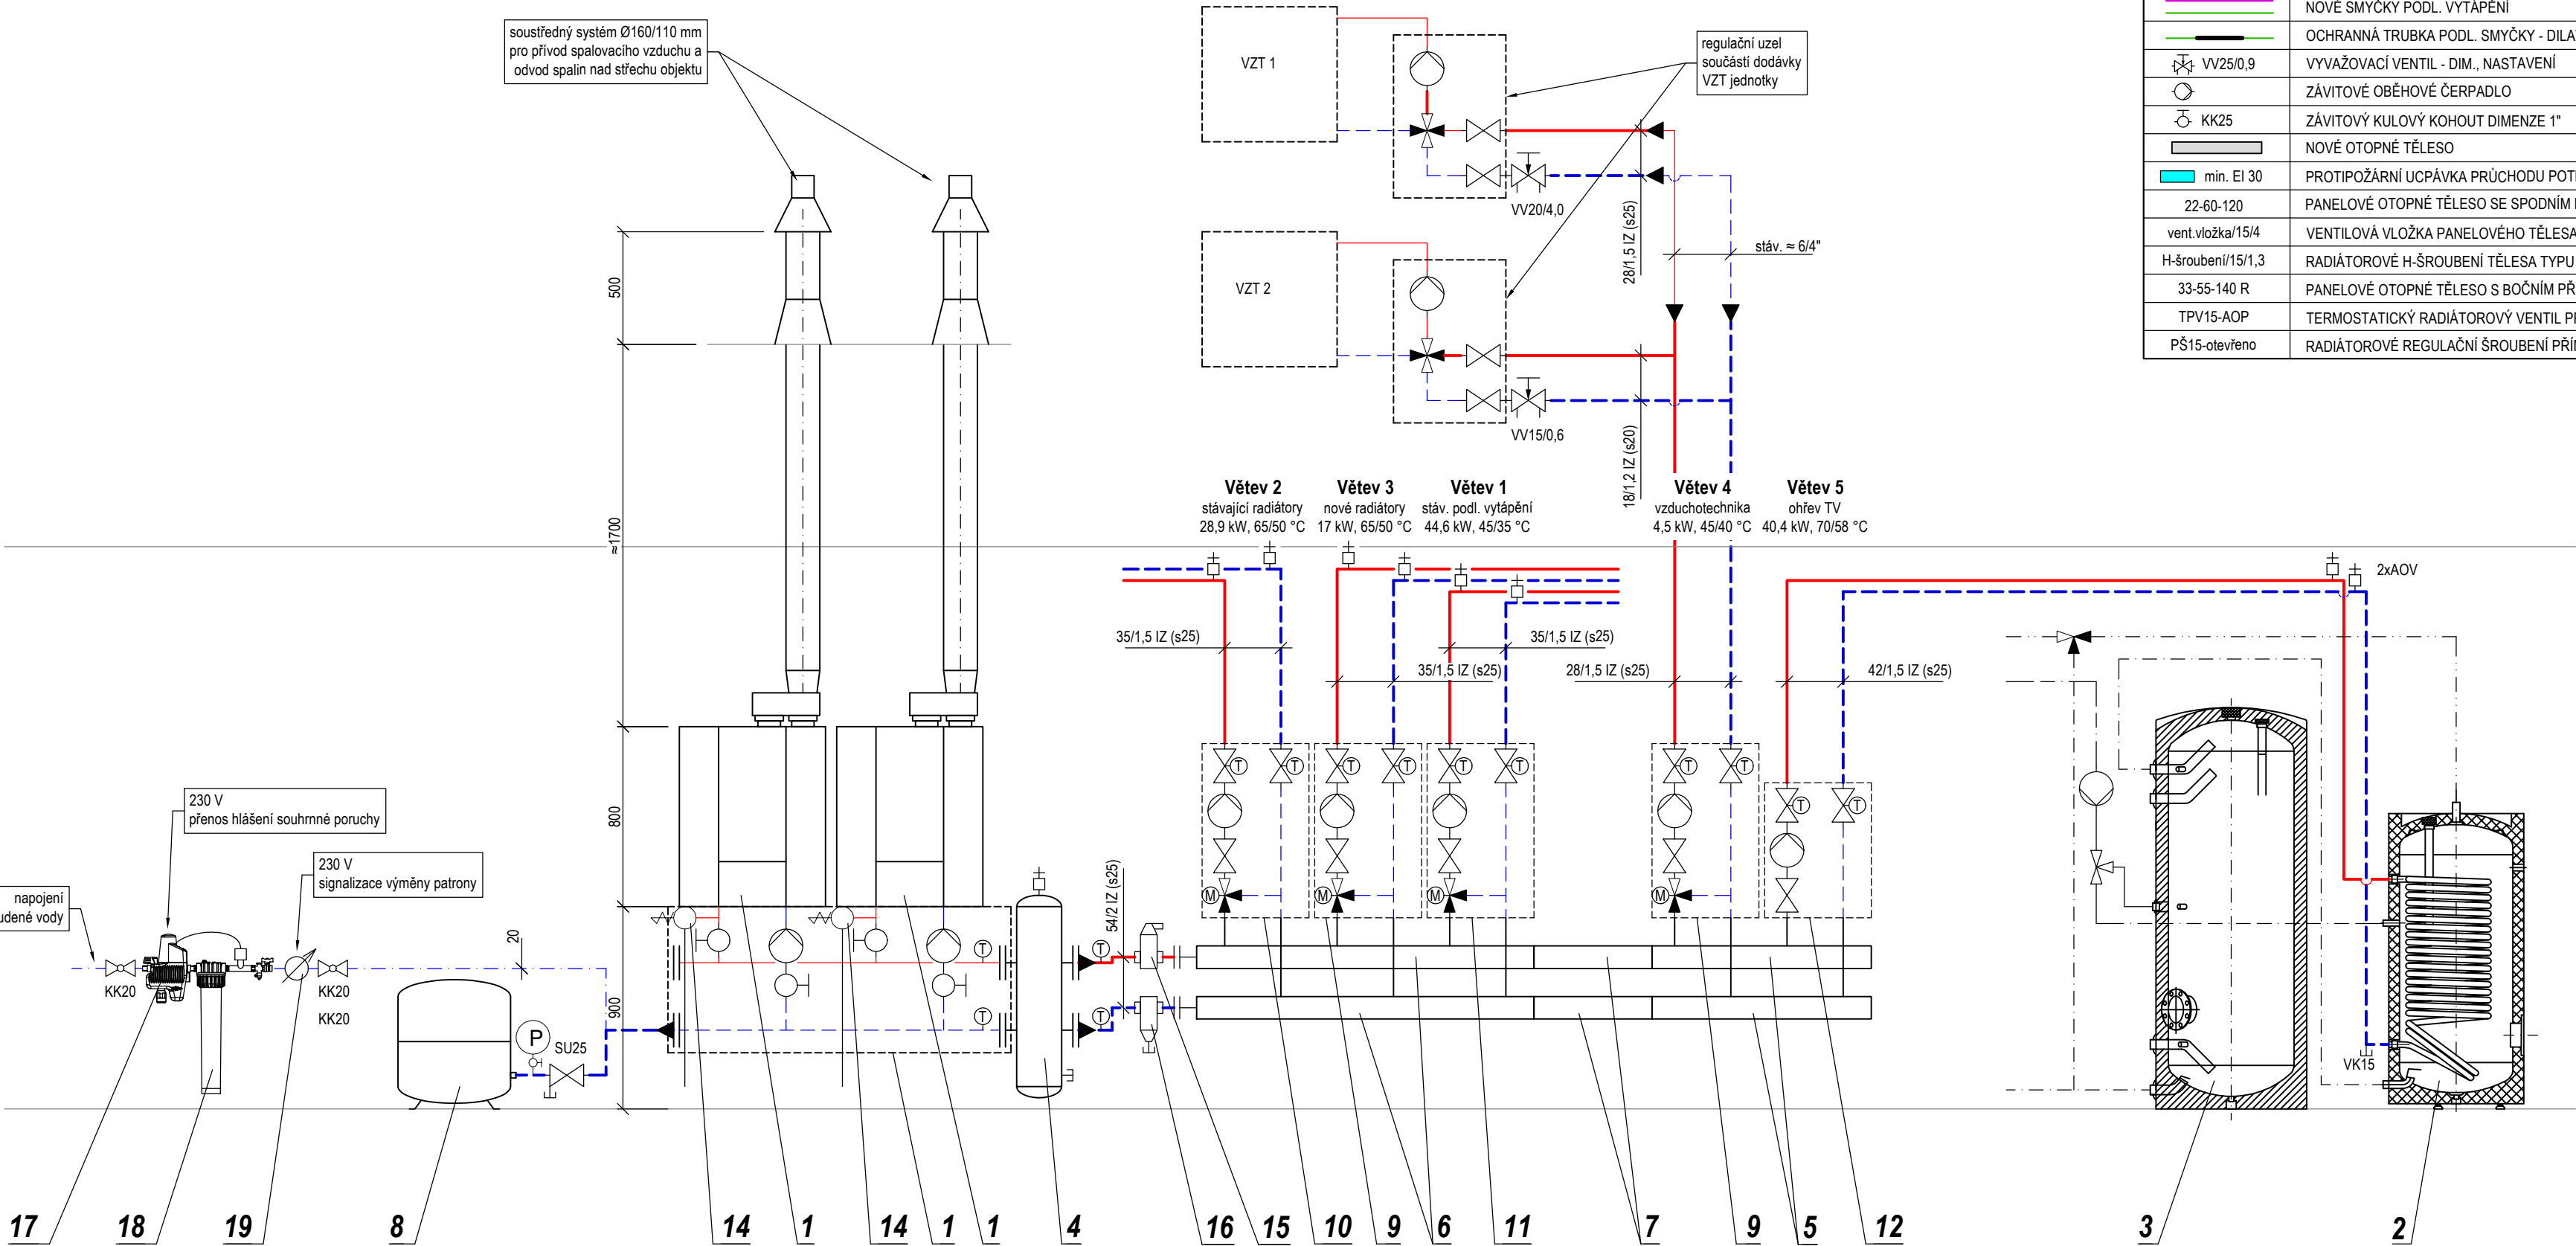 soustředný systém Ø160/110 mm
pro přívod spalovacího vzduchu a
odvod spalin nad střechu objektu
VZT 1
regulační uzel
součástí dodávky
VZT jednotky
VV20/4,0
28/1,5 IZ (s25)
stáv. ≈ 6/4"
VZT 2
VV15/0,6
18/1,2 IZ (s20)
NOVÉ SMYČKY PODL. VYTÁPĚNÍ
OCHRANNÁ TRUBKA PODL. SMYČKY - DILA
VV25/0,9 VYVAŽOVACÍ VENTIL - DIM., NASTAVENÍ
ZÁVITOVÉ OBĚHOVÉ ČERPADLO
KK25 ZÁVITOVÝ KULOVÝ KOHOUT DIMENZE 1"
NOVÉ OTOPNÉ TĚLESO
min. EI 30 PROTIPOŽÁRNÍ UCPÁVKA PRŮCHODU
22-60-120 PANELOVÉ OTOPNÉ TĚLESO SE SPODNÍM
vent.vložka/15/4 VENTILOVÁ VLOŽKA PANELOVÉHO TĚLESA
H-šroubení/15/1,3 RADIÁTOROVÉ H-ŠROUBENÍ TĚLESA TYPU
33-55-140 R PANELOVÉ OTOPNÉ TĚLESO S BOČNÍM
TPV15-AOP TERMOSTATICKÝ RADIÁTOROVÝ VENTIL
PŠ15-otevřeno RADIÁTOROVÉ REGULAČNÍ ŠROUBENÍ
500
≈1700
800
900
Větev 2
stávající radiátory
28,9 kW, 65/50 °C
Větev 3
nové radiátory
17 kW, 65/50 °C
Větev 1
stáv. podl. vytápění
44,6 kW, 45/35 °C
Větev 4
vzduchotechnika
4,5 kW, 45/40 °C
Větev 5
ohřev TV
40,4 kW, 70/58 °C
2xAOV
35/1,5 IZ (s25)
35/1,5 IZ (s25)
35/1,5 IZ (s25)
28/1,5 IZ (s25)
42/1,5 IZ (s25)
T T T T T T T T T T
M M M M
230 V
přenos hlášení souhrnné poruchy
230 V
signalizace výměny patrony
napojení
udené vody
KK20
KK20
KK20
20
P
SU25
T T T T
54/2 IZ (s25)
VK15
17 18 19 8 14 1 14 1 1 4 16 15 10 9 6 11 7 9 5 12 3 2